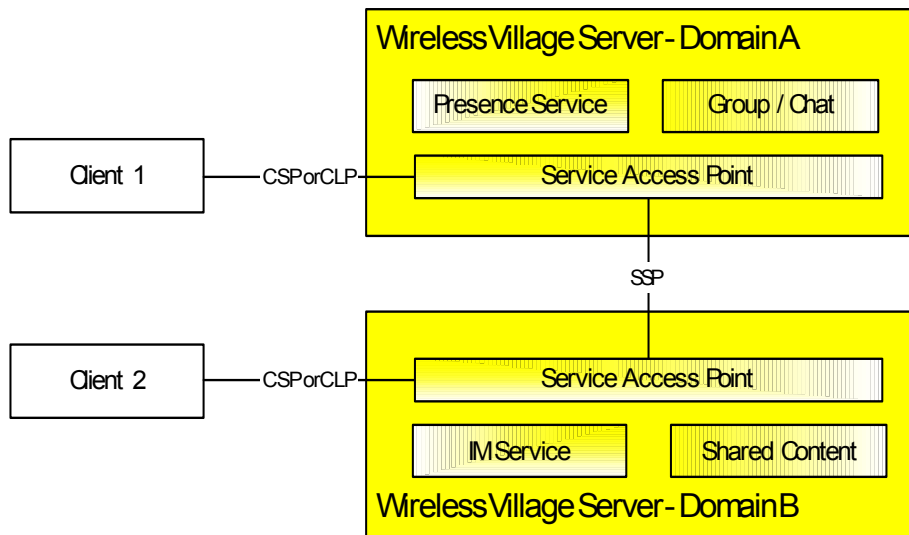 Wireless Village Server - Domain A
Presence Service
Group / Chat
Client 1
CSP or CLP
Service Access Point
SSP
Client 2
CSP or CLP
Service Access Point
IM Service
Shared Content
Wireless Village Server - Domain B